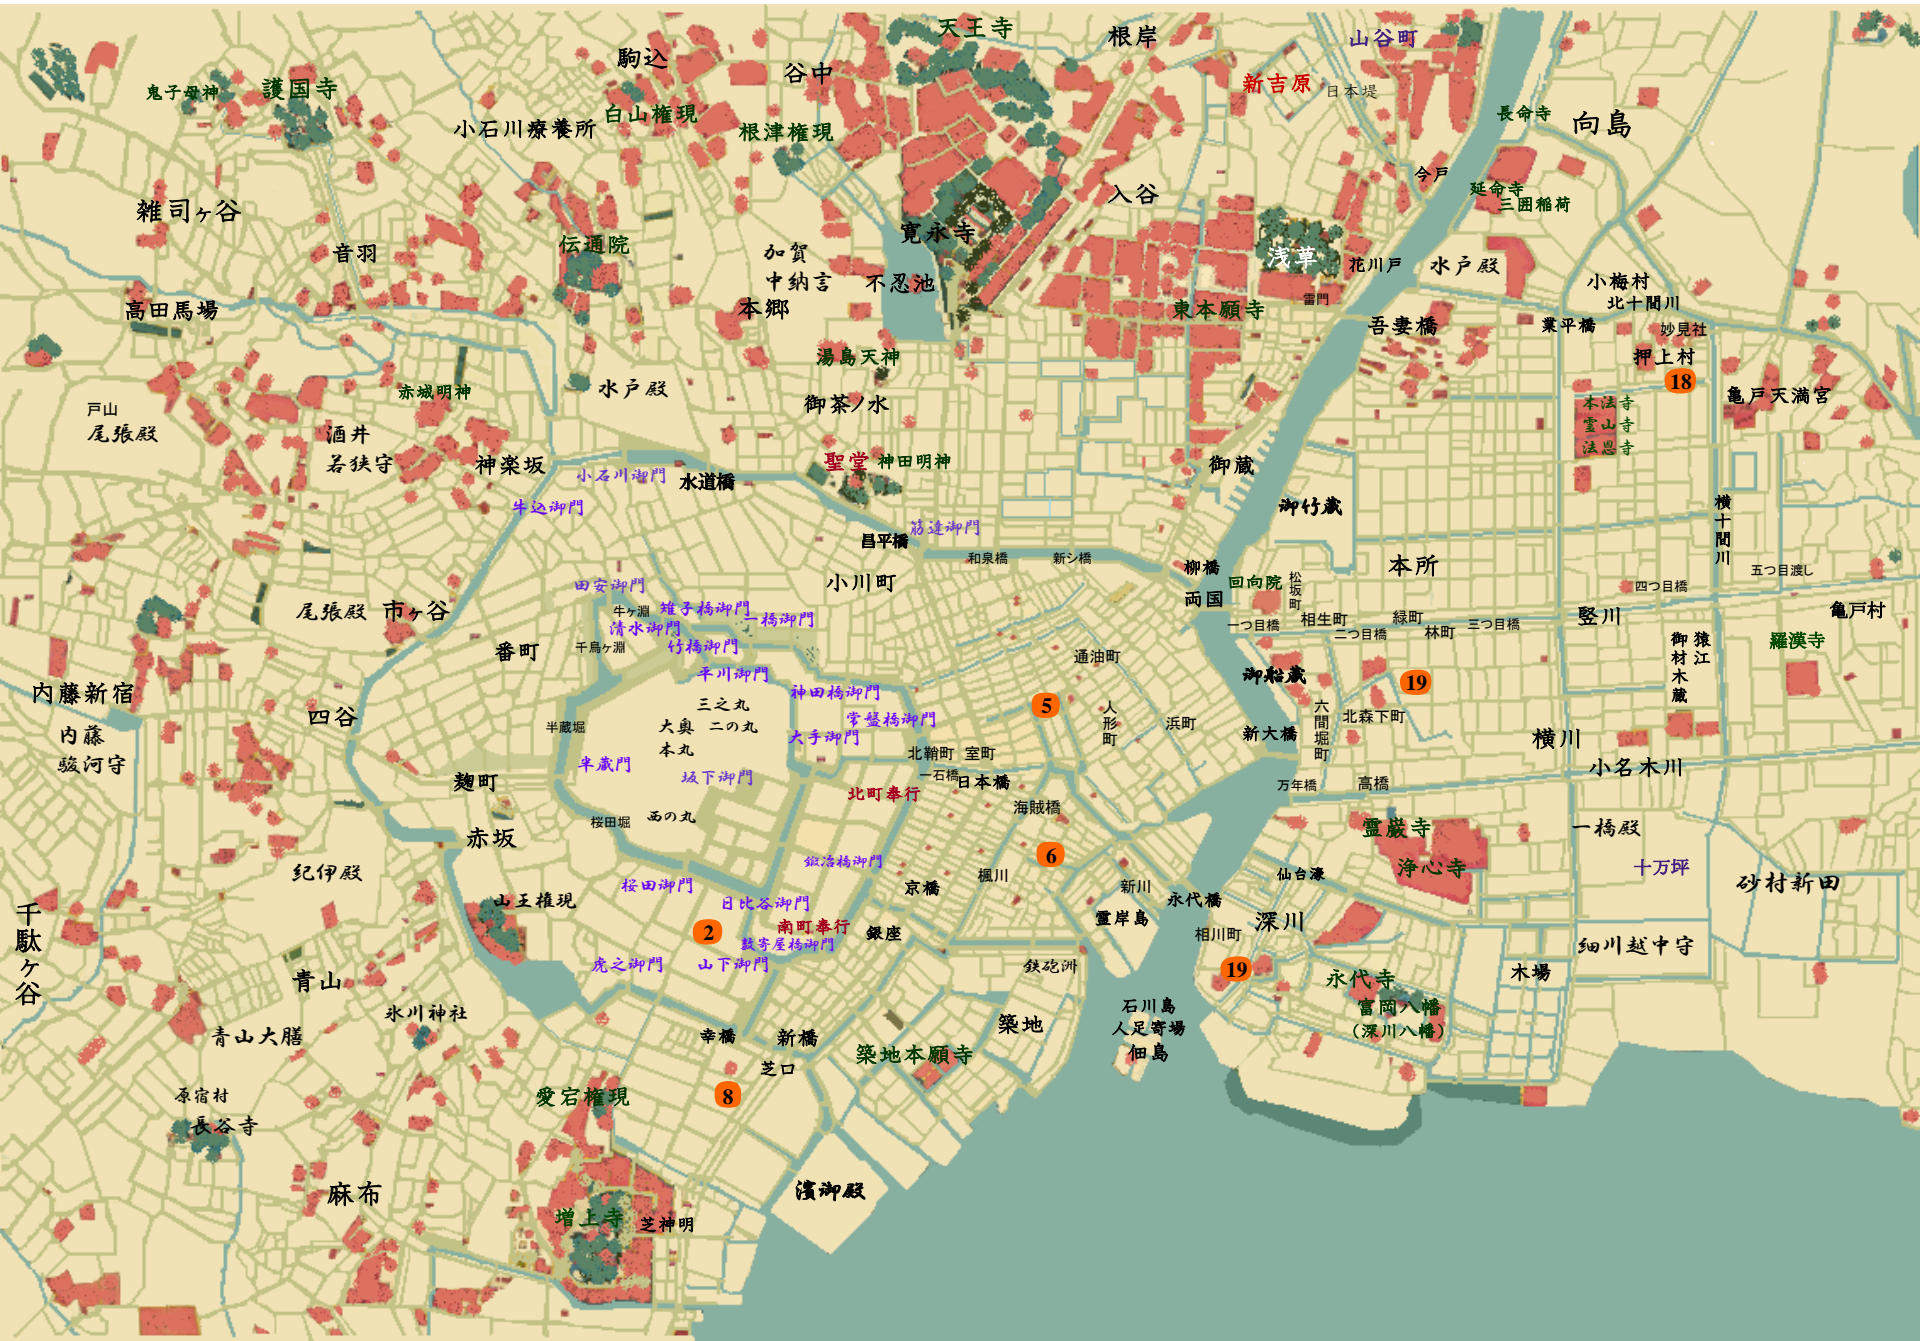 天王寺
根岸
山谷町
駒込
谷中
新吉原
日本堤
鬼子母神
護国寺
白山権現
小石川療養所
根津権現
長命寺
向島
今戸
延命寺
三囲稲荷
入谷
雑司ヶ谷
音羽
伝通院
寛永寺
加賀
中納言
不忍池
浅草
花川戸
水戸殿
小梅村
北十間川
高田馬場
本郷
東本願寺
雷門
吾妻橋
業平橋
妙見社
押上村
18
湯島天神
赤城明神
水戸殿
御茶ノ水
戸山
尾張殿
本法寺
霊山寺
法恩寺
亀戸天満宮
酒井
若狭守
神楽坂
小石川御門
水道橋
聖堂
神田明神
御蔵
牛込御門
筋違御門
昌平橋
和泉橋
新シ橋
御竹蔵
横十間川
柳橋
両国
回向院
松坂町
本所
四つ目橋
五つ目渡し
小川町
田安御門
牛ヶ淵
雉子橋御門
一橋御門
清水御門
竹橋御門
千鳥ヶ淵
平川御門
尾張殿
市ヶ谷
番町
一つ目橋
相生町
二つ目橋
緑町
林町
三つ目橋
竪川
亀戸村
猿江
御材木蔵
羅漢寺
通油町
御船蔵
19
内藤新宿
内藤
駿河守
四谷
半蔵堀
三之丸
大奥
二の丸
本丸
神田橋御門
常盤橋御門
大手御門
5
人形町
浜町
新大橋
六間堀町
北森下町
横川
小名木川
半蔵門
坂下御門
北鞘町
室町
一石橋
日本橋
北町奉行
万年橋
高橋
麹町
桜田堀
西の丸
海賊橋
赤坂
霊巌寺
一橋殿
鍛冶橋御門
6
楓川
浄心寺
十万坪
砂村新田
紀伊殿
桜田御門
京橋
新川
仙台濠
山王権現
日比谷御門
永代橋
2
南町奉行
銀座
霊岸島
数寄屋橋御門
相川町
深川
細川越中守
千駄ヶ谷
虎之御門
山下御門
鉄砲洲
19
永代寺
木場
青山
氷川神社
石川島
人足寄場
佃島
富岡八幡
(深川八幡)
青山大膳
幸橋
新橋
築地
芝口
築地本願寺
原宿村
長谷寺
愛宕権現
8
麻布
濱御殿
増上寺
芝神明